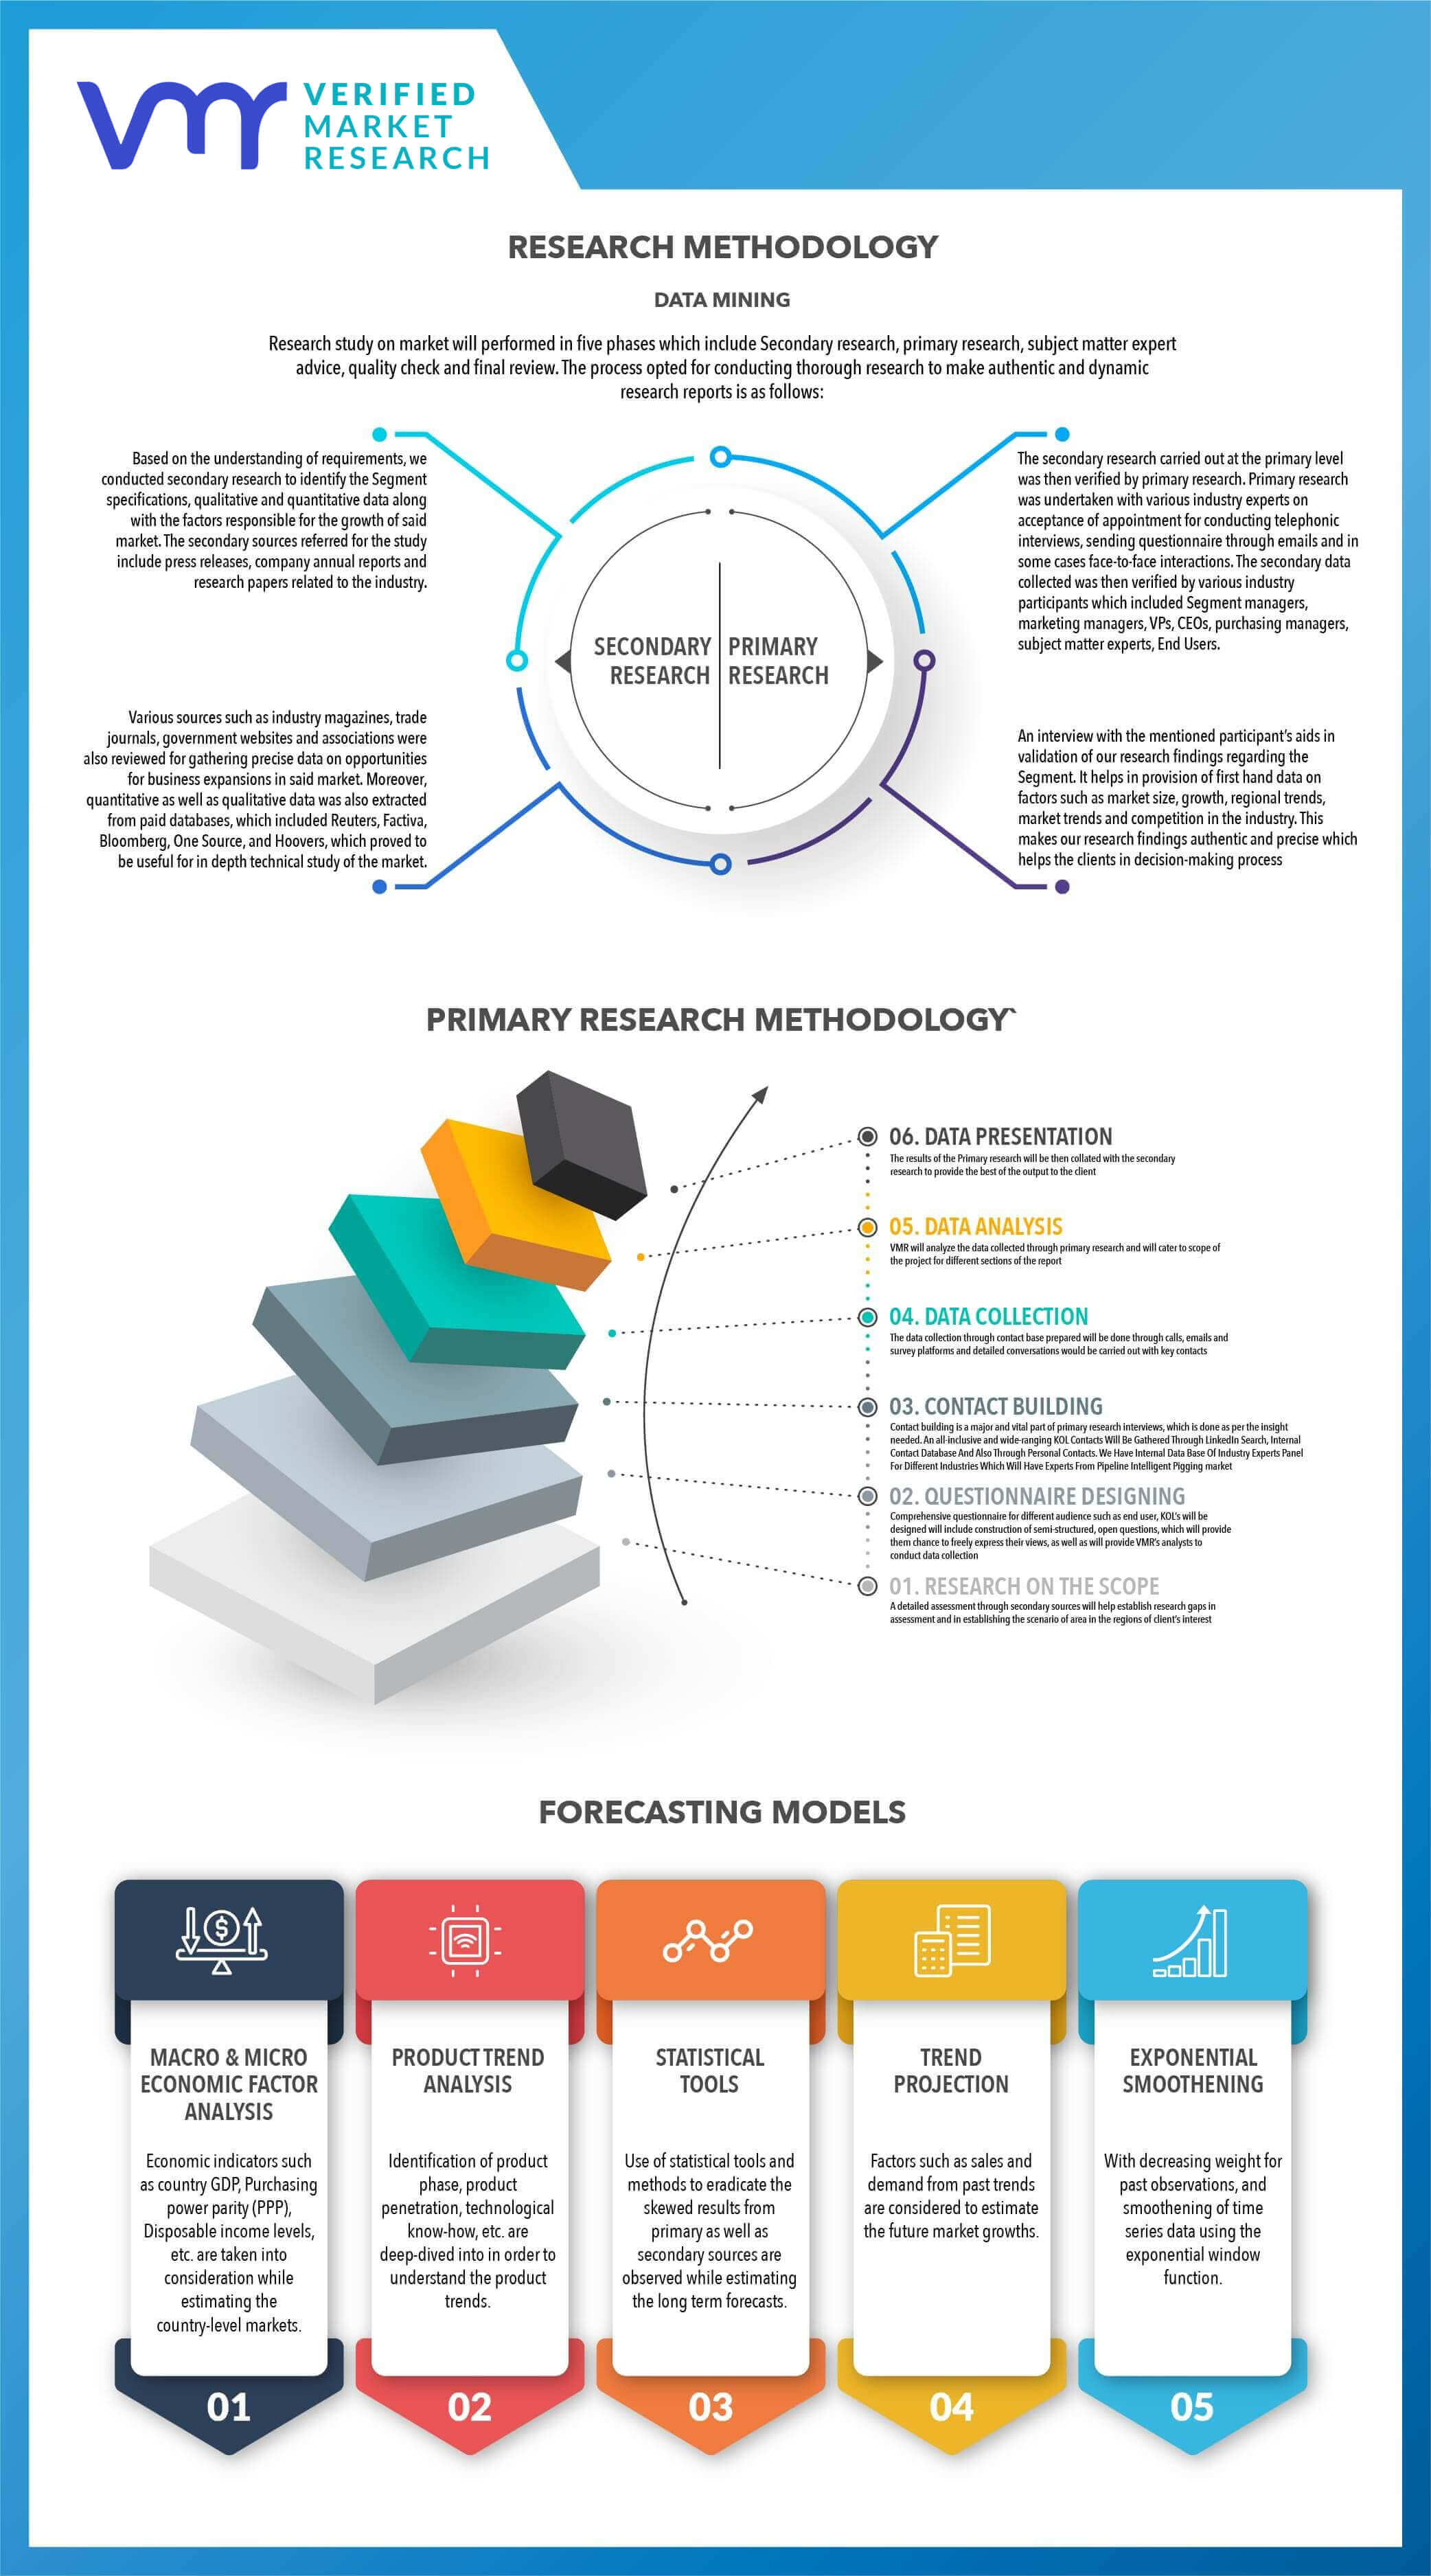 vmr
VERIFIED
MARKET
RESEARCH
RESEARCH METHODOLOGY
DATA MINING
Research study on market will performed in five phases which include Secondary research, primary research, subject matter expert
advice, quality check and final review. The process opted for conducting thorough research to make authentic and dynamic
research reports is as follows:
Based on the understanding of requirements, we
conducted secondary research to identify the Segment
specifications, qualitative and quantitative data along
with the factors responsible for the growth of said
market. The secondary sources referred for the study
include press releases, company annual reports and
research papers related to the industry.
Various sources such as industry magazines, trade
journals, government websites and associations were
also reviewed for gathering precise data on opportunities
for business expansions in said market. Moreover,
quantitative as well as qualitative data was also extracted
from paid databases, which included Reuters, Factiva,
Bloomberg, One Source, and Hoovers, which proved to
be useful for in depth technical study of the market.
SECONDARY
RESEARCH
PRIMARY
RESEARCH
The secondary research carried out at the primary level
was then verified by primary research. Primary research
was undertaken with various industry experts on
acceptance of appointment for conducting telephonic
interviews, sending questionnaire through emails and in
some cases face-to-face interactions. The secondary data
collected was then verified by various industry
participants which included Segment managers,
marketing managers, VPs, CEOs, purchasing managers,
subject matter experts, End Users.
An interview with the mentioned participant's aids in
validation of our research findings regarding the
Segment. It helps in provision of first hand data on
factors such as market size, growth, regional trends,
market trends and competition in the industry. This
makes our research findings authentic and precise which
helps the clients in decision-making process
PRIMARY RESEARCH METHODOLOGY`
06. DATA PRESENTATION
The results of the Primary research will be then collated with the secondary
research to provide the best of the output to the client
05. DATA ANALYSIS
VMR will analyze the data collected through primary research and will cater to scope of
the project for different sections of the report
04. DATA COLLECTION
The data collection through contact base prepared will be done through calls, emails and
survey platforms and detailed conversations would be carried out with key contacts
03. CONTACT BUILDING
Contact building is a major and vital part of primary research interviews, which is done as per the insight
needed. An all-inclusive and wide-ranging KOL Contacts Will Be Gathered Through LinkedIn Search, Internal
Contact Database And Also Through Personal Contacts. We Have Internal Data Base Of Industry Experts Panel
For Different Industries Which Will Have Experts From Pipeline Intelligent Pigging market
02. QUESTIONNAIRE DESIGNING
Comprehensive questionnaire for different audience such as end user, KOL's will be
designed will include construction of semi-structured, open questions, which will provide
them chance to freely express their views, as well as will provide VMR's analysts to
conduct data collection
01. RESEARCH ON THE SCOPE
A detailed assessment through secondary sources will help establish research gaps in
assessment and in establishing the scenario of area in the regions of client's interest
FORECASTING MODELS
MACRO & MICRO
ECONOMIC FACTOR
ANALYSIS
Economic indicators such
as country GDP, Purchasing
power parity (PPP),
Disposable income levels,
etc. are taken into
consideration while
estimating the
country-level markets.
01
PRODUCT TREND
ANALYSIS
Identification of product
phase, product
penetration, technological
know-how, etc. are
deep-dived into in order to
understand the product
trends.
02
STATISTICAL
TOOLS
Use of statistical tools and
methods to eradicate the
skewed results from
primary as well as
secondary sources are
observed while estimating
the long term forecasts.
03
TREND
PROJECTION
Factors such as sales and
demand from past trends
are considered to estimate
the future market growths.
04
EXPONENTIAL
SMOOTHENING
With decreasing weight for
past observations, and
smoothening of time
series data using the
exponential window
function.
05